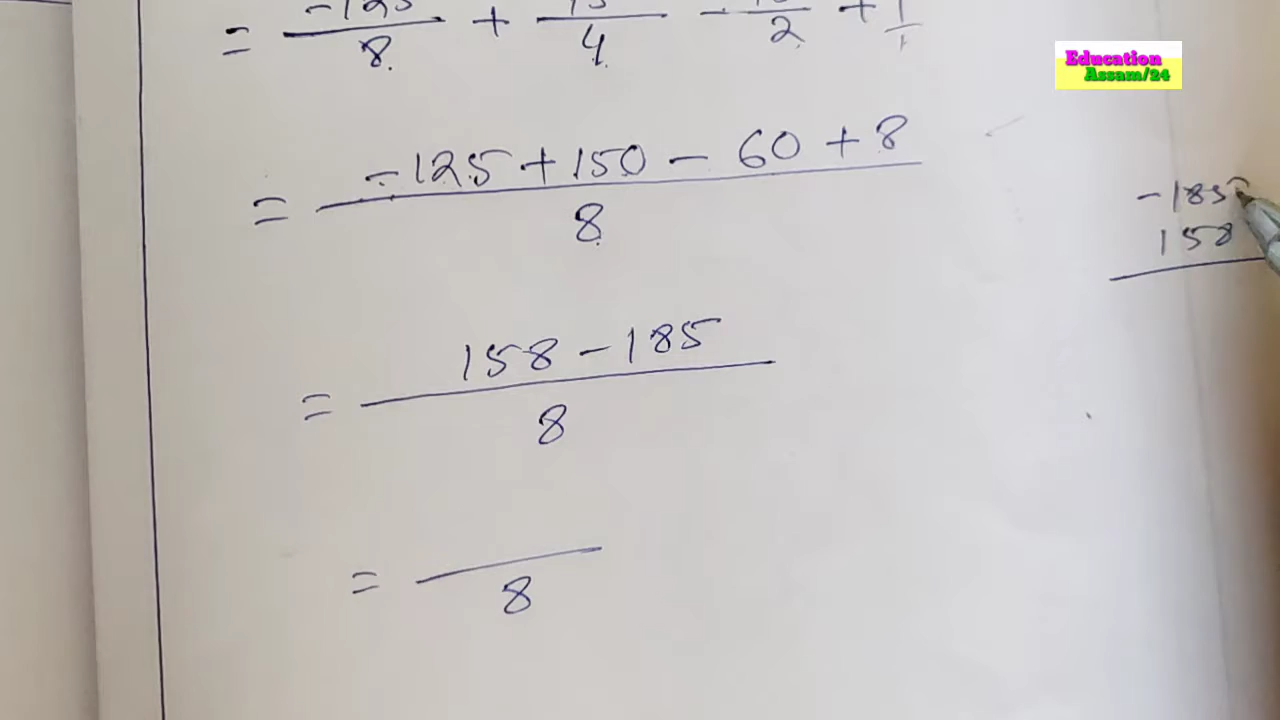 = -125/8 + 15/4 - /2 + 1/1
Education
Assam/24
= -125 + 150 - 60 + 8
8
-185
158
= 158 - 185
8
=
8